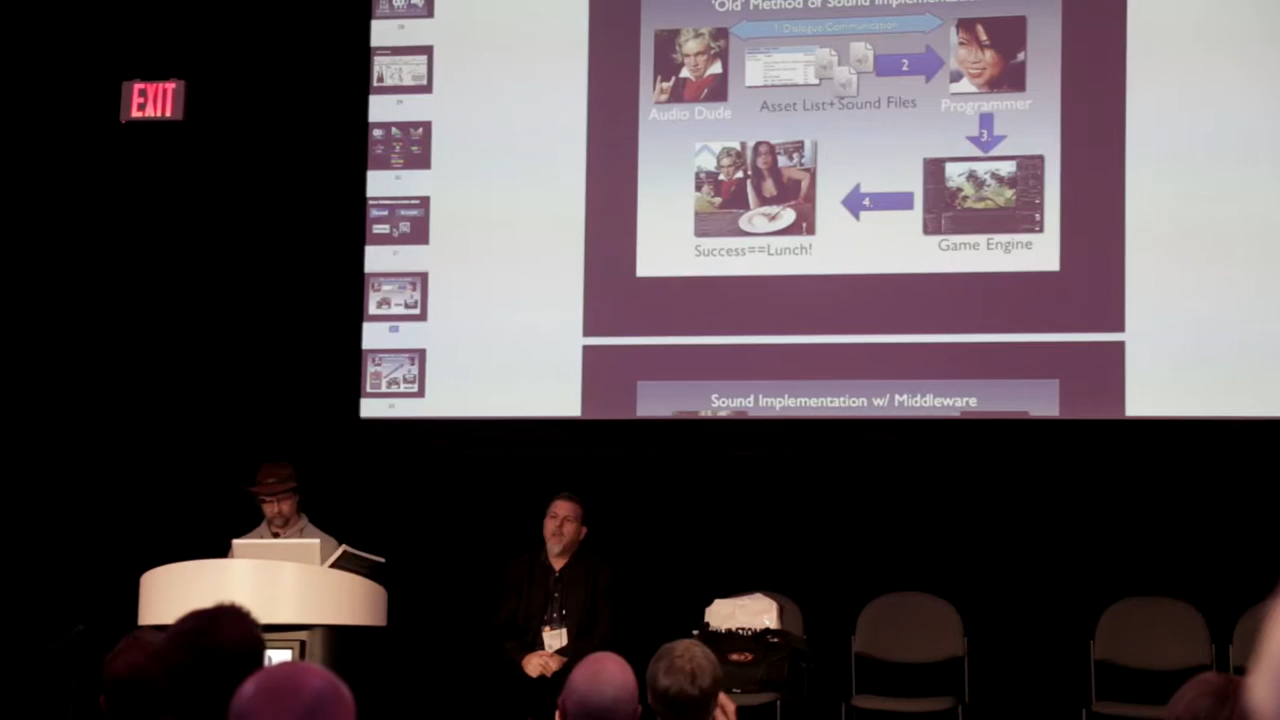 'Old' Method of Sound Implementation
1. Dialogue Communication
2
Audio Dude
Asset List+Sound Files
Programmer
3.
4.
Success==Lunch!
Game Engine
Sound Implementation w/ Middleware
EXIT